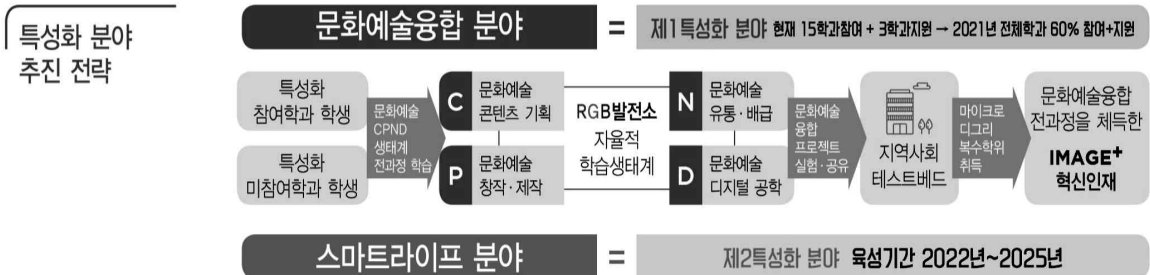 특성화 분야
추진 전략
문화예술융합 분야 = 제1특성화 분야 현재 15학과참여 + 3학과지원 → 2021년 전체학과 60% 참여+지원
특성화
참여학과 학생
특성화
미참여학과 학생
문화예술
CPND
생태계
전과정 학습
C 문화예술
콘텐츠 기획
P 문화예술
창작·제작
RGB발전소
자율적
학습생태계
N 문화예술
유통·배급
D 문화예술
디지털 공학
문화예술
융합
프로젝트
실험·공유
지역사회
테스트베드
마이크로
디그리
복수학위
취득
문화예술융합
전과정을 체득한
IMAGE+
혁신인재
스마트라이프 분야 = 제2특성화 분야 육성기간 2022년~2025년